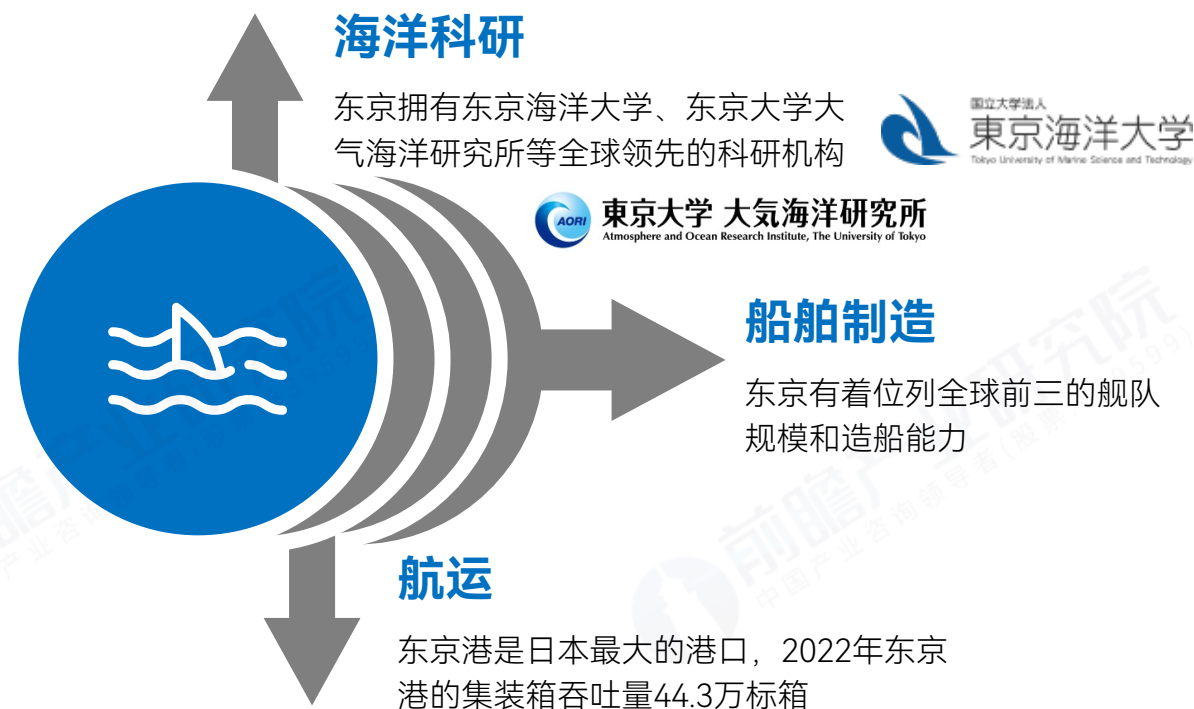 海洋科研
东京拥有东京海洋大学、东京大学大
气海洋研究所等全球领先的科研机构
国立大学法人
東京海洋大学
Tokyo University of Marine Science and Technology
AORI
東京大学 大気海洋研究所
Atmosphere and Ocean Research Institute, The University of Tokyo
船舶制造
东京有着位列全球前三的舰队
规模和造船能力
航运
东京港是日本最大的港口，2022年东京
港的集装箱吞吐量44.3万标箱
前瞻产业研究院